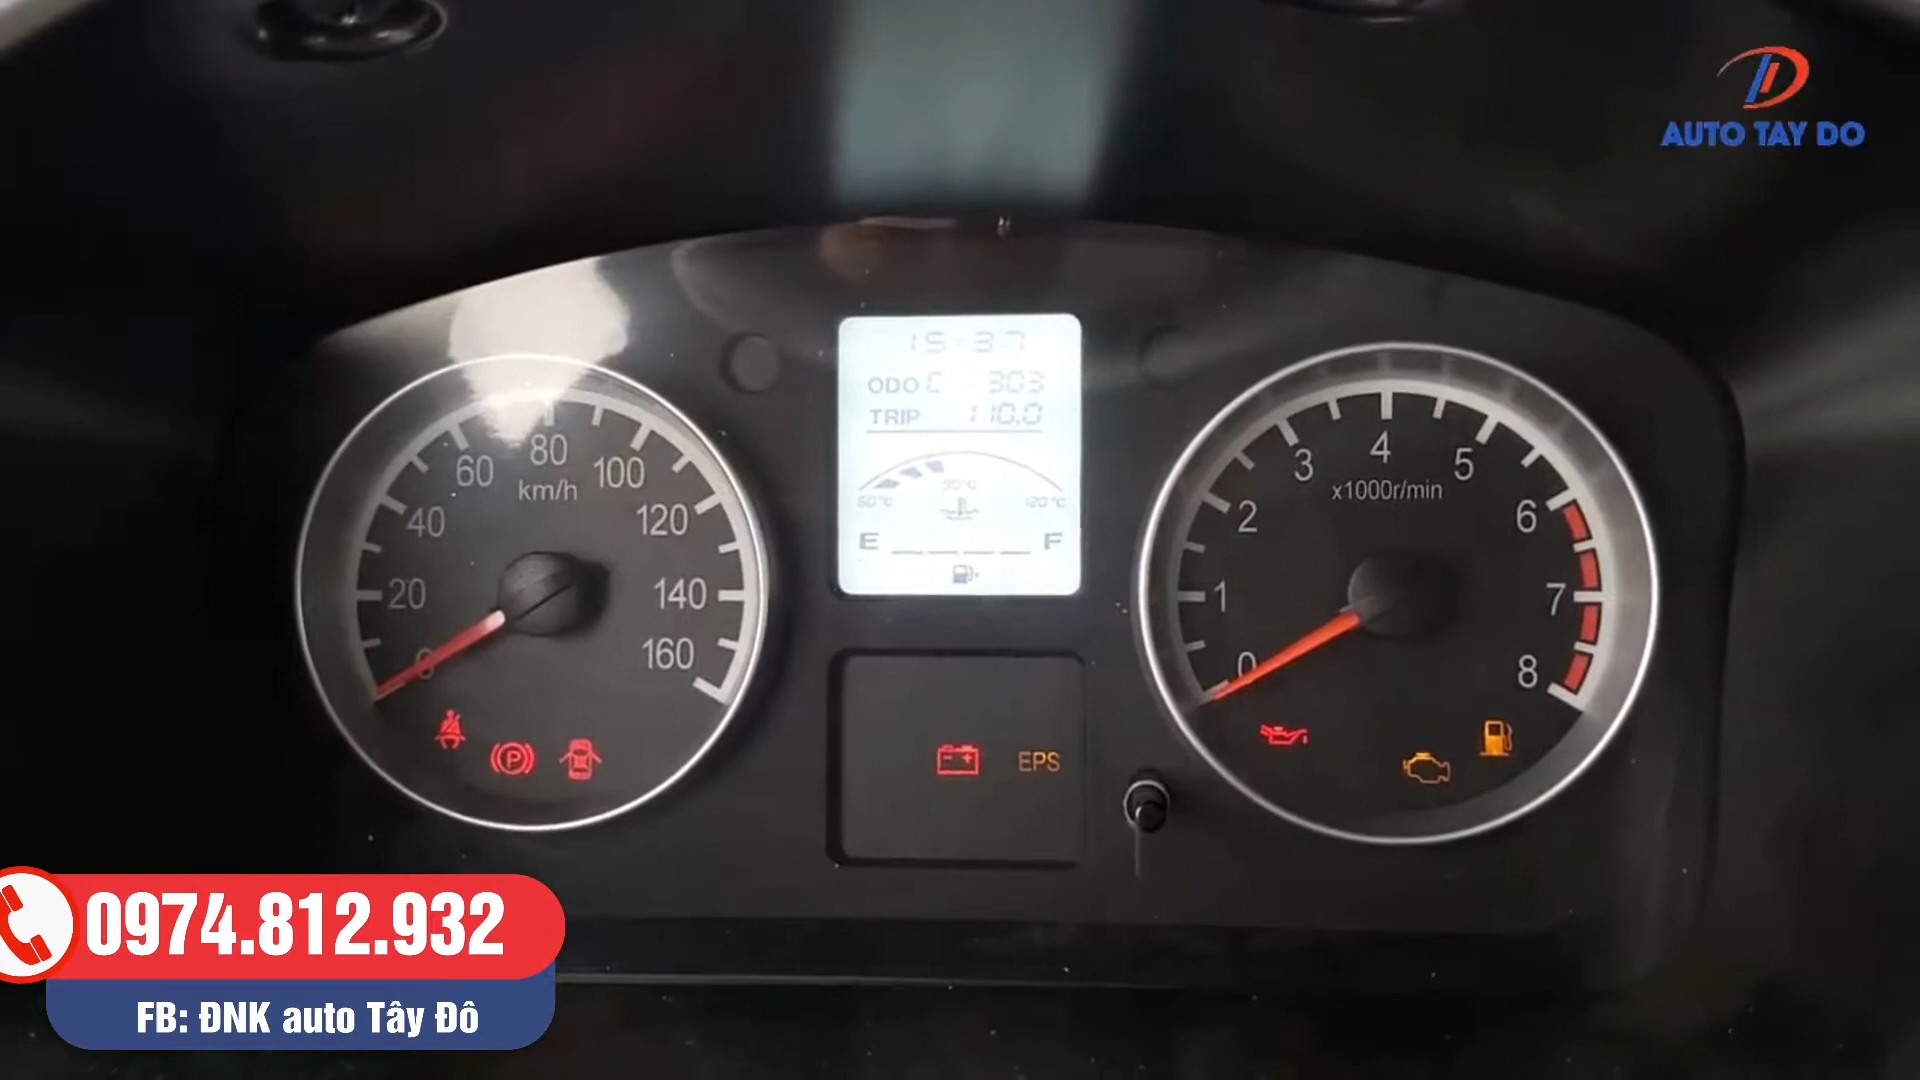 AUTO TAY DO
15:37
ODO 303
TRIP 110.0
90°C
120°C
E F
0
20
40
60
80
100
120
140
160
km/h
0
1
2
3
4
5
6
7
8
x1000r/min
P
EPS
0974.812.932
FB: ĐNK auto Tây Đô